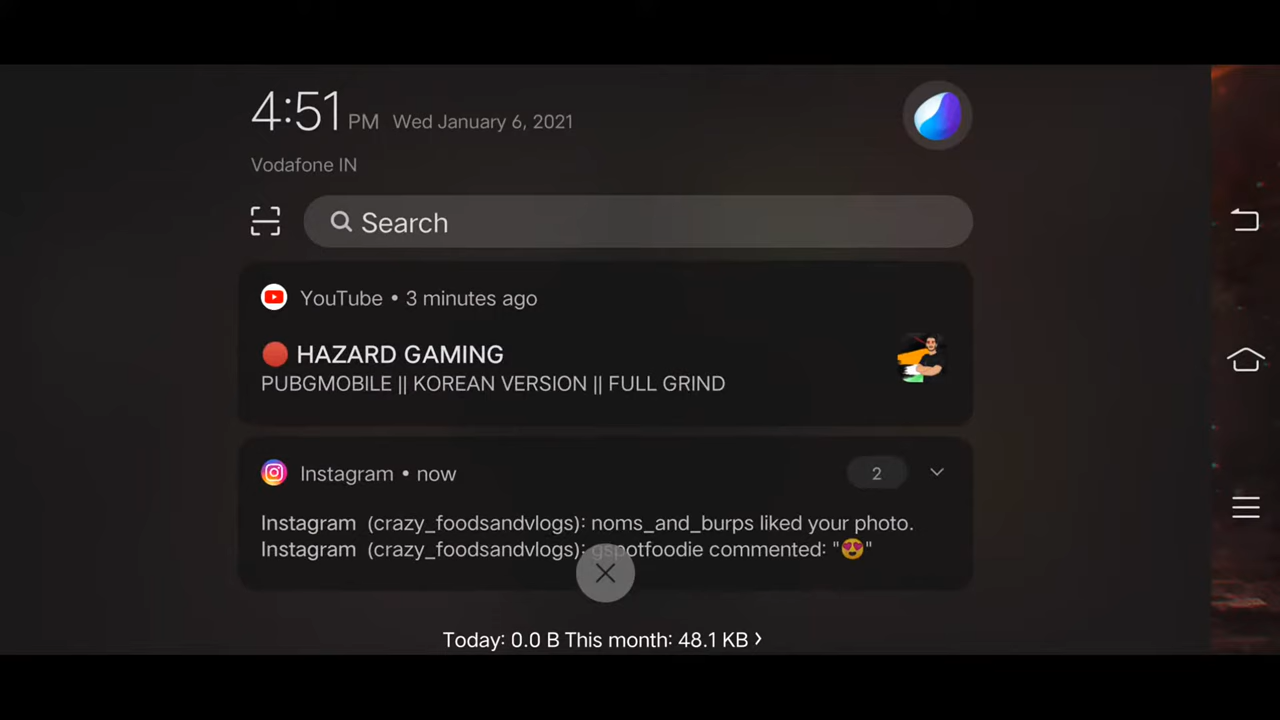 4:51 PM Wed January 6, 2021
Vodafone IN
Search
YouTube • 3 minutes ago
🔴 HAZARD GAMING
PUBGMOBILE || KOREAN VERSION || FULL GRIND
Instagram • now 2
Instagram (crazy_foodsandvlogs): noms_and_burps liked your photo.
Instagram (crazy_foodsandvlogs): gspotfoodie commented: "😍"
Today: 0.0 B This month: 48.1 KB ›